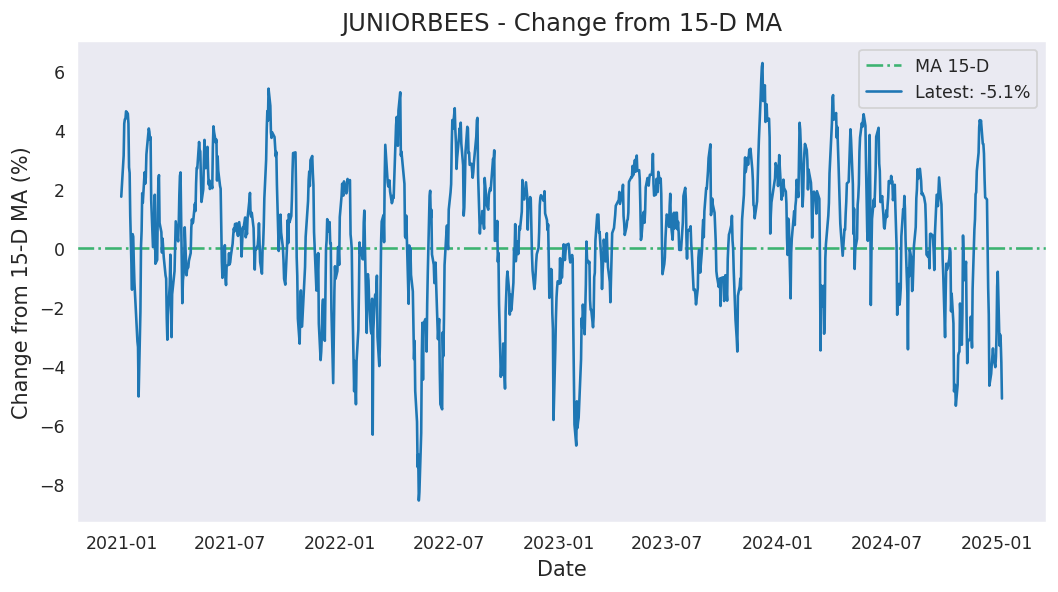 JUNIORBEES - Change from 15-D MA
MA 15-D
Latest: -5.1%
Change from 15-D MA (%)
6
4
2
0
−2
−4
−6
−8
2021-01 2021-07 2022-01 2022-07 2023-01 2023-07 2024-01 2024-07 2025-01
Date